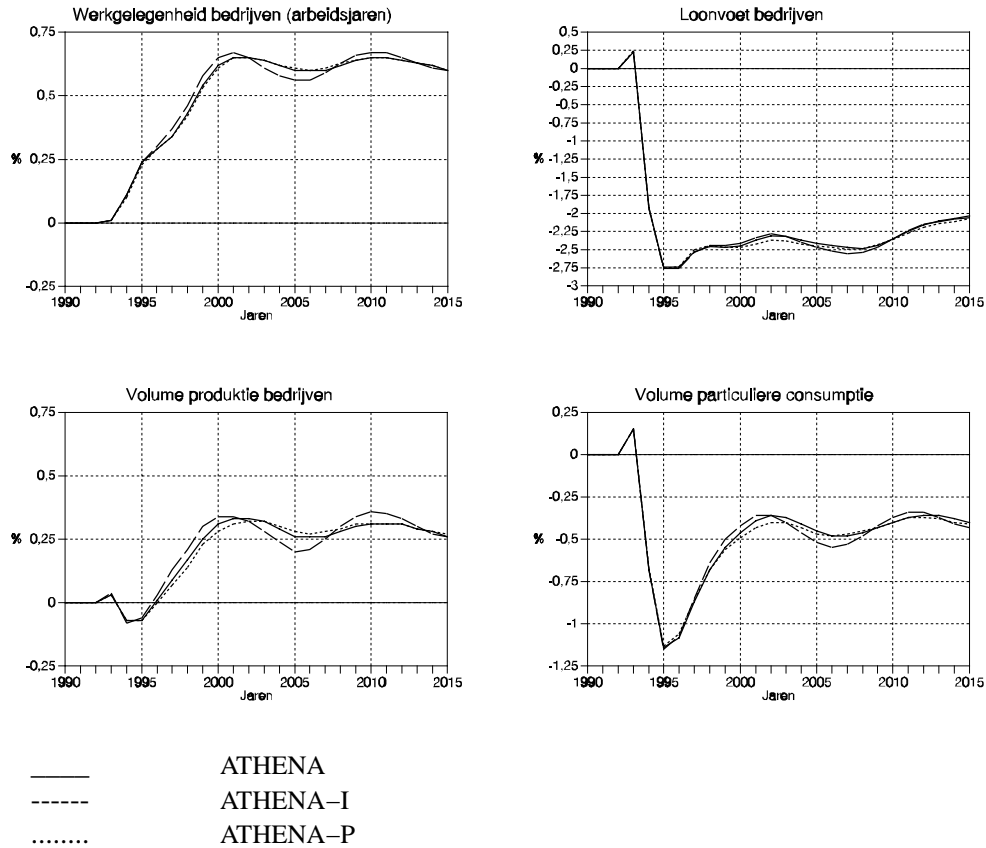 Werkgelegenheid bedrijven (arbeidsjaren)
0,75
0,5
% 0,25
0
-0,25
1990 1995 2000 2005 2010 2015
Jaren
Loonvoet bedrijven
0,5
0,25
0
-0,25
-0,5
-0,75
-1
% -1,25
-1,5
-1,75
-2
-2,25
-2,5
-2,75
-3
1990 1995 2000 2005 2010 2015
Jaren
Volume produktie bedrijven
0,75
0,5
% 0,25
0
-0,25
1990 1995 2000 2005 2010 2015
Jaren
Volume particuliere consumptie
0,25
0
-0,25
% -0,5
-0,75
-1
-1,25
1990 1995 2000 2005 2010 2015
Jaren
ATHENA
ATHENA–I
ATHENA–P